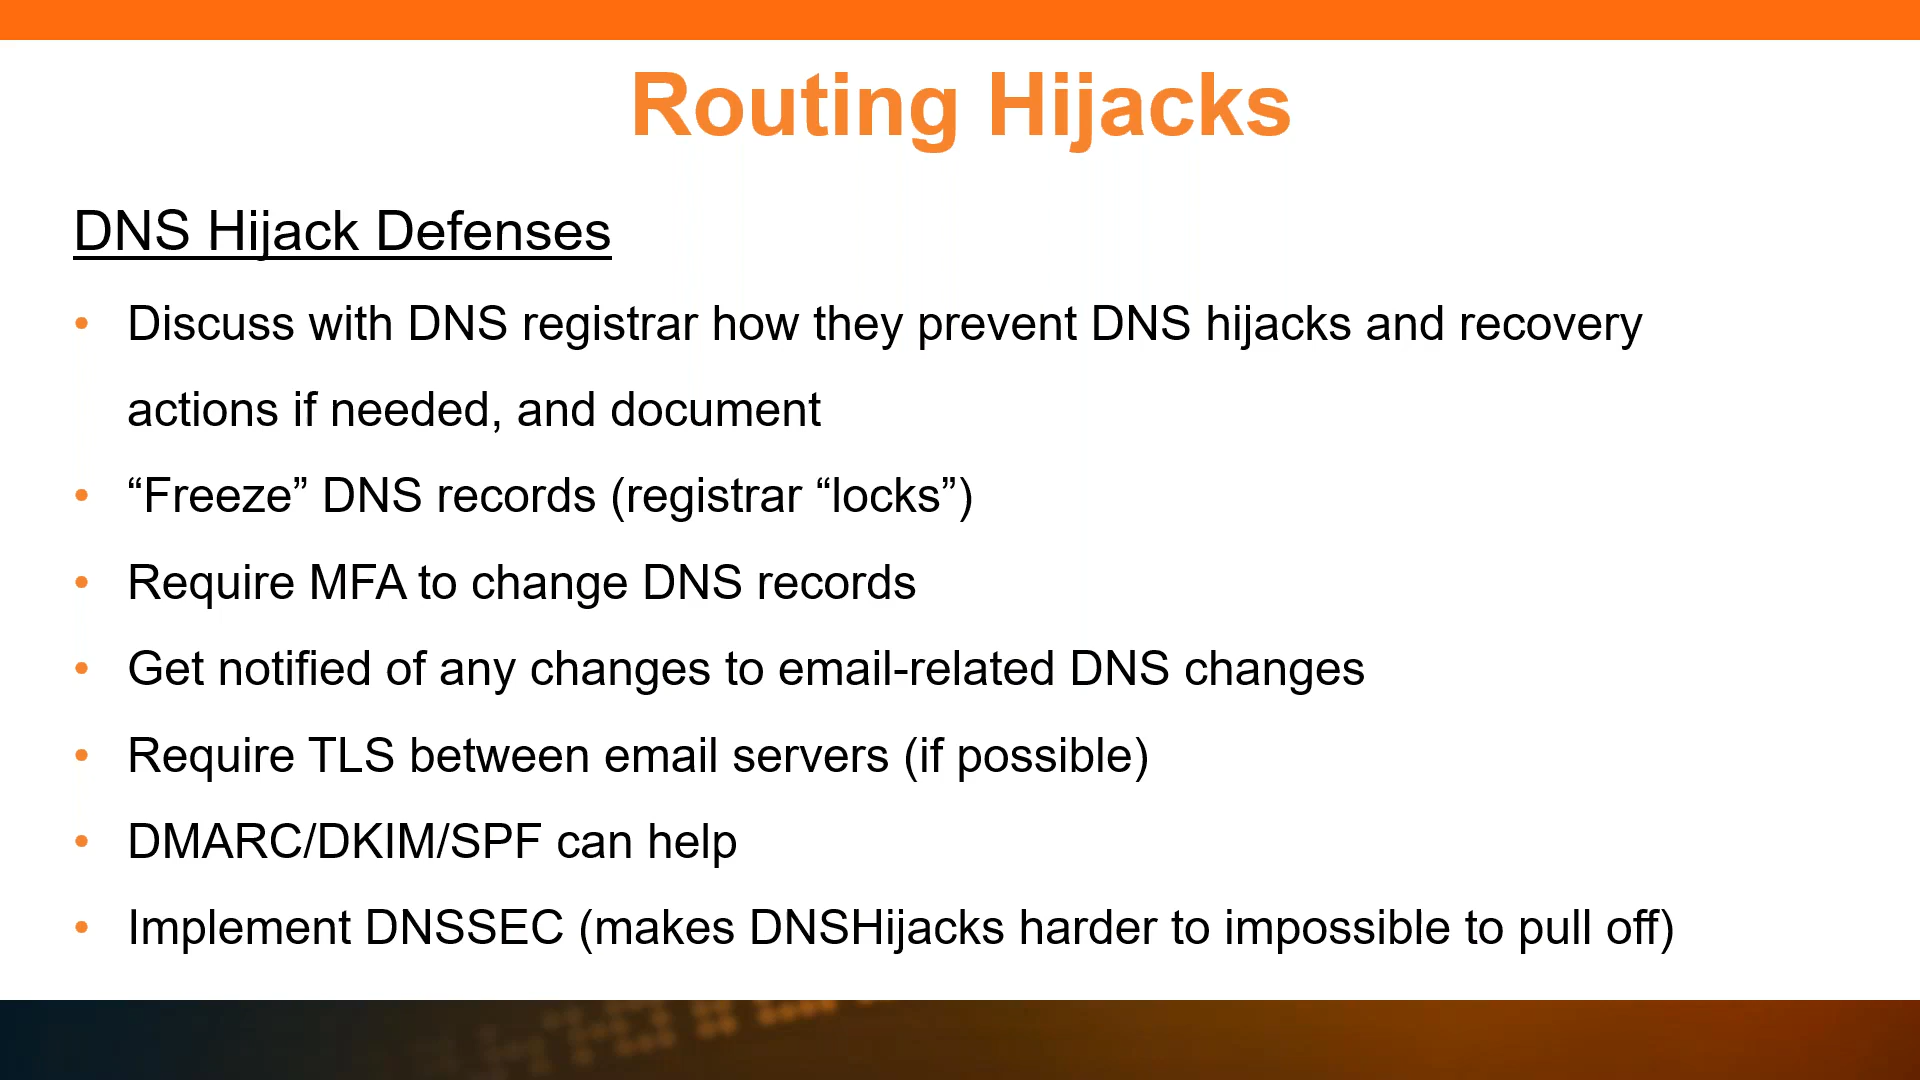 Routing Hijacks
DNS Hijack Defenses
• Discuss with DNS registrar how they prevent DNS hijacks and recovery
actions if needed, and document
• “Freeze” DNS records (registrar “locks”)
• Require MFA to change DNS records
• Get notified of any changes to email-related DNS changes
• Require TLS between email servers (if possible)
• DMARC/DKIM/SPF can help
• Implement DNSSEC (makes DNSHijacks harder to impossible to pull off)